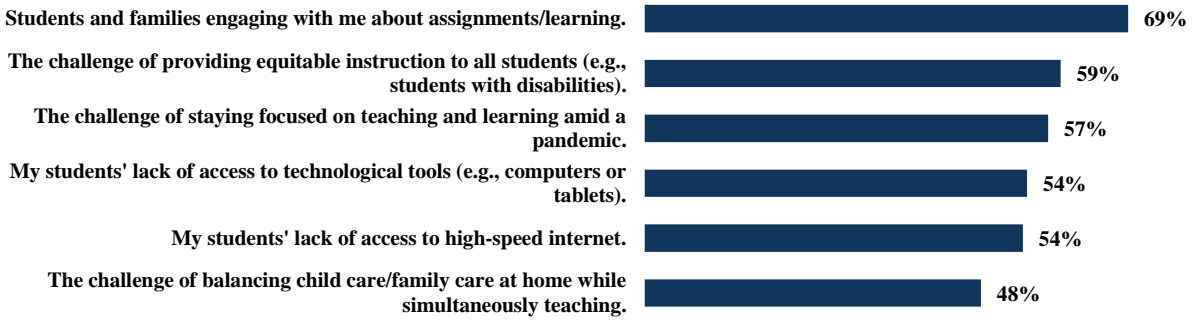 Students and families engaging with me about assignments/learning.
69%
The challenge of providing equitable instruction to all students (e.g.,
students with disabilities).
59%
The challenge of staying focused on teaching and learning amid a
pandemic.
57%
My students' lack of access to technological tools (e.g., computers or
tablets).
54%
My students' lack of access to high-speed internet.
54%
The challenge of balancing child care/family care at home while
simultaneously teaching.
48%